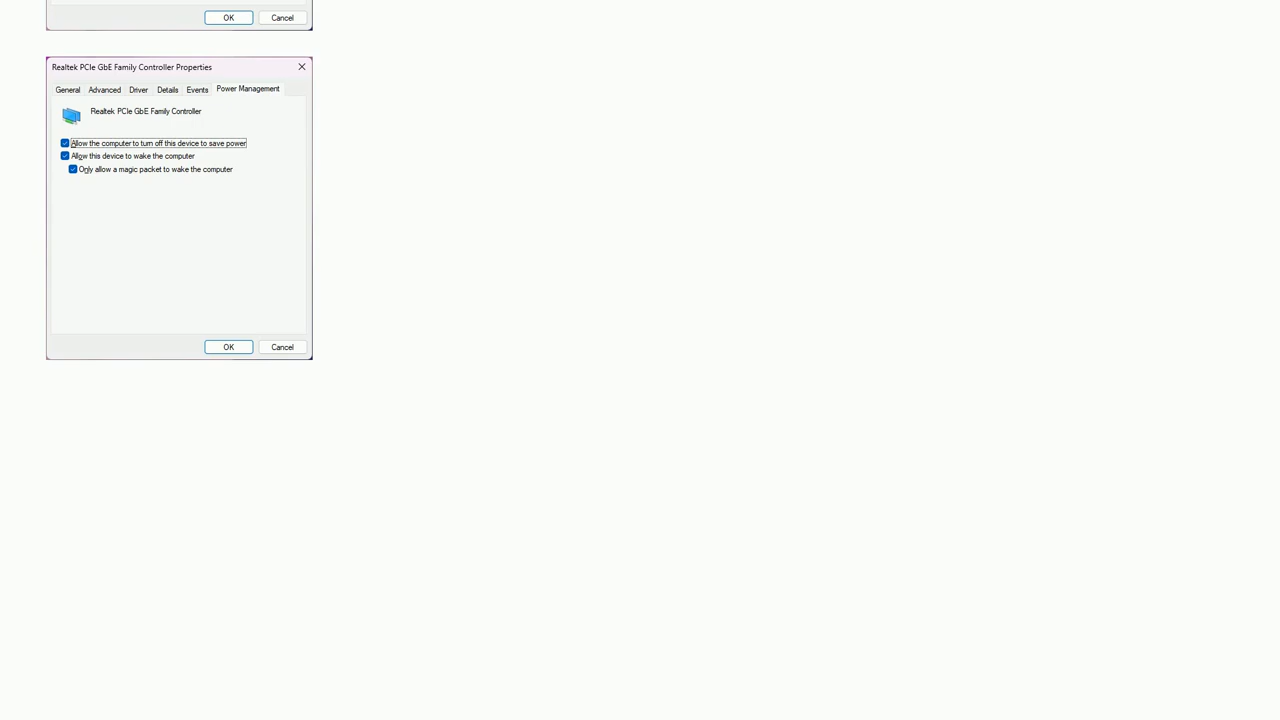 OK Cancel
Realtek PCIe GbE Family Controller Properties
General Advanced Driver Details Events Power Management
Realtek PCIe GbE Family Controller
Allow the computer to turn off this device to save power
Allow this device to wake the computer
Only allow a magic packet to wake the computer
OK Cancel